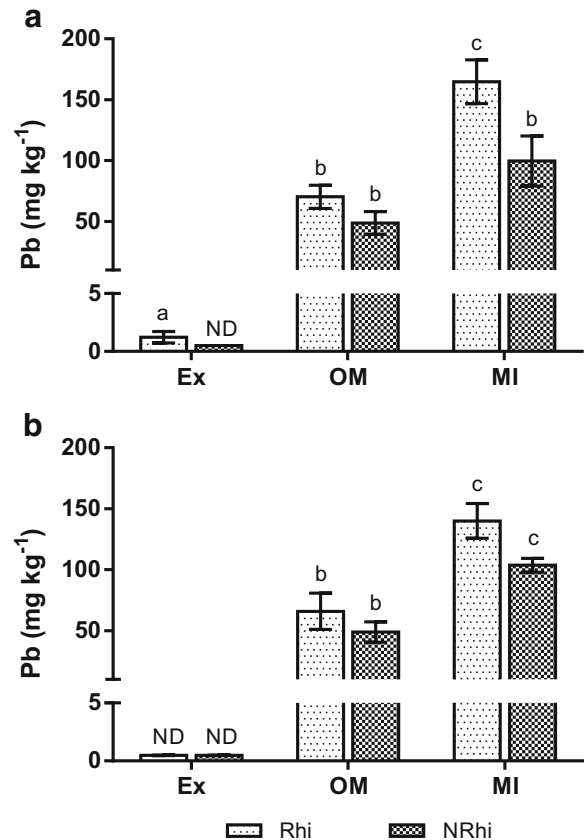 a
200
150
100
50
5
0
Pb (mg kg⁻¹)
a
ND
b
b
c
b
Ex OM MI
b
200
150
100
50
5
0
Pb (mg kg⁻¹)
ND ND
b
b
c
c
Ex OM MI
Rhi NRhi